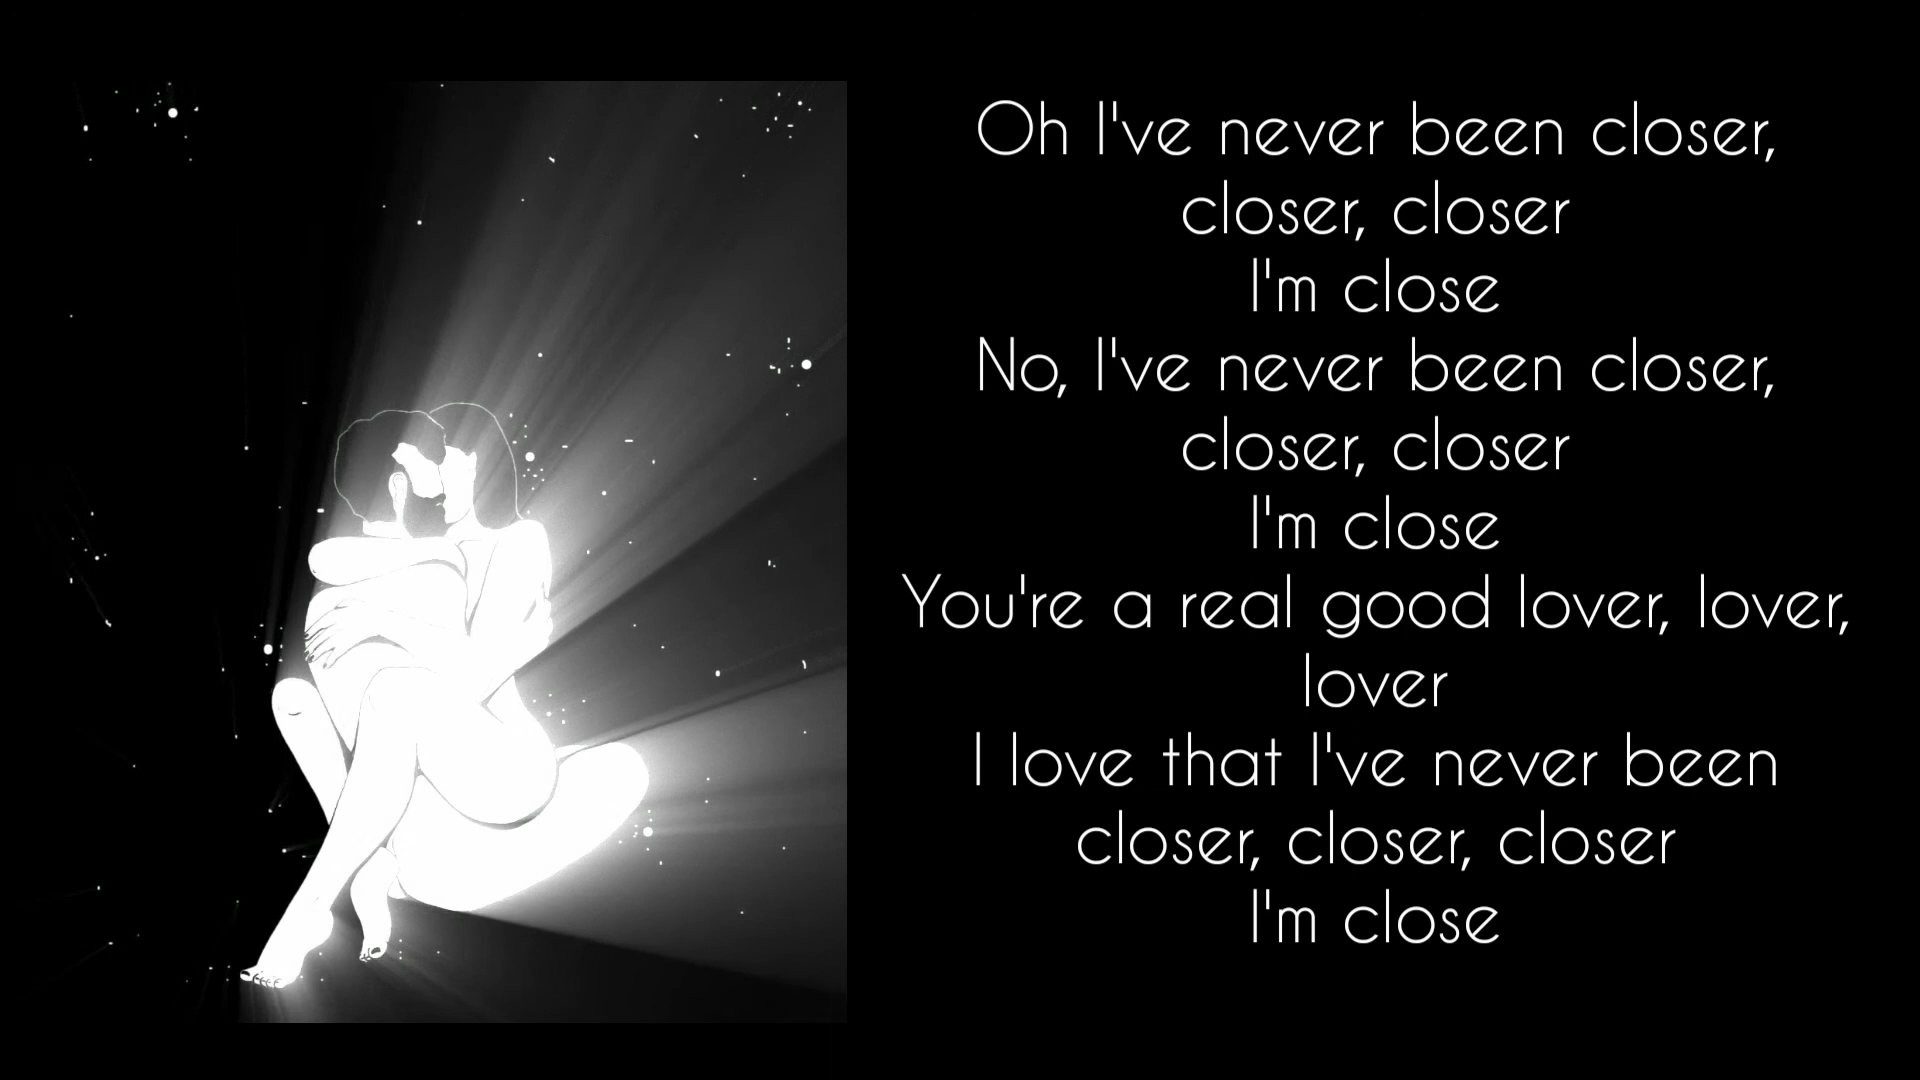 Oh I've never been closer,
closer, closer
I'm close
No, I've never been closer,
closer, closer
I'm close
You're a real good lover, lover,
lover
I love that I've never been
closer, closer, closer
I'm close